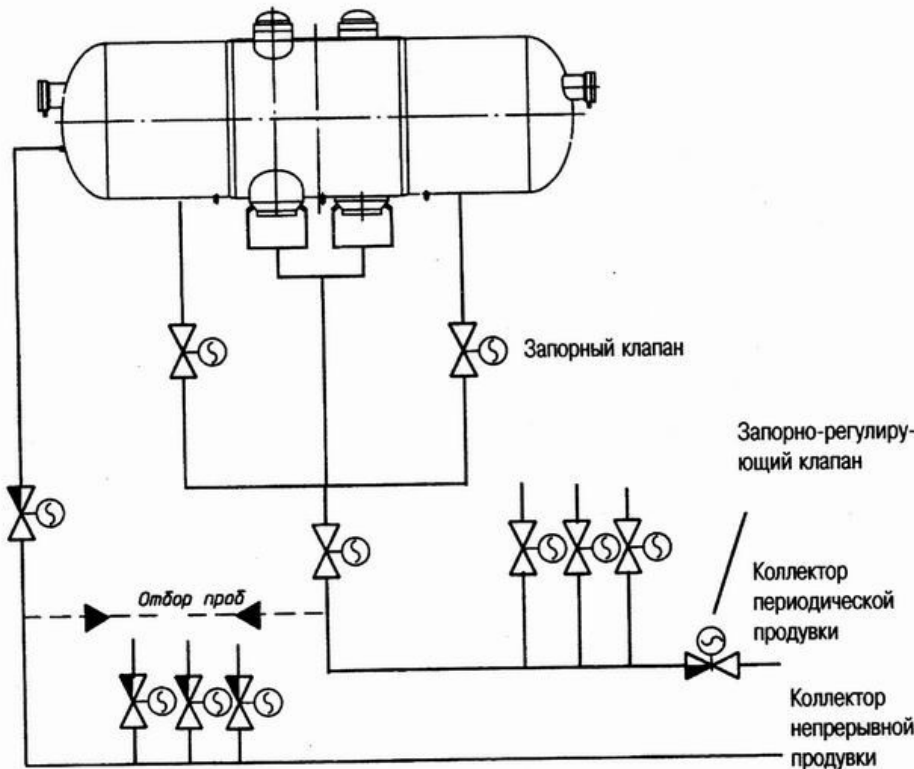 Запорный клапан
Запорно-регулиру-
ющий клапан
Коллектор
периодической
продувки
Отбор проб
Коллектор
непрерывной
продувки